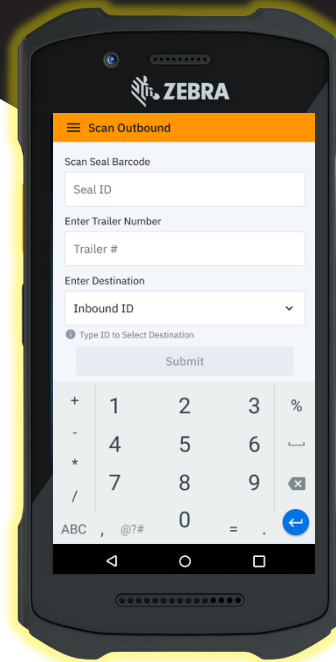 ZEBRA
Scan Outbound
Scan Seal Barcode
Seal ID
Enter Trailer Number
Trailer #
Enter Destination
Inbound ID
Type ID to Select Destination
Submit
+ 1 2 3 %
- 4 5 6
* 7 8 9
/
ABC , @?# 0 = .